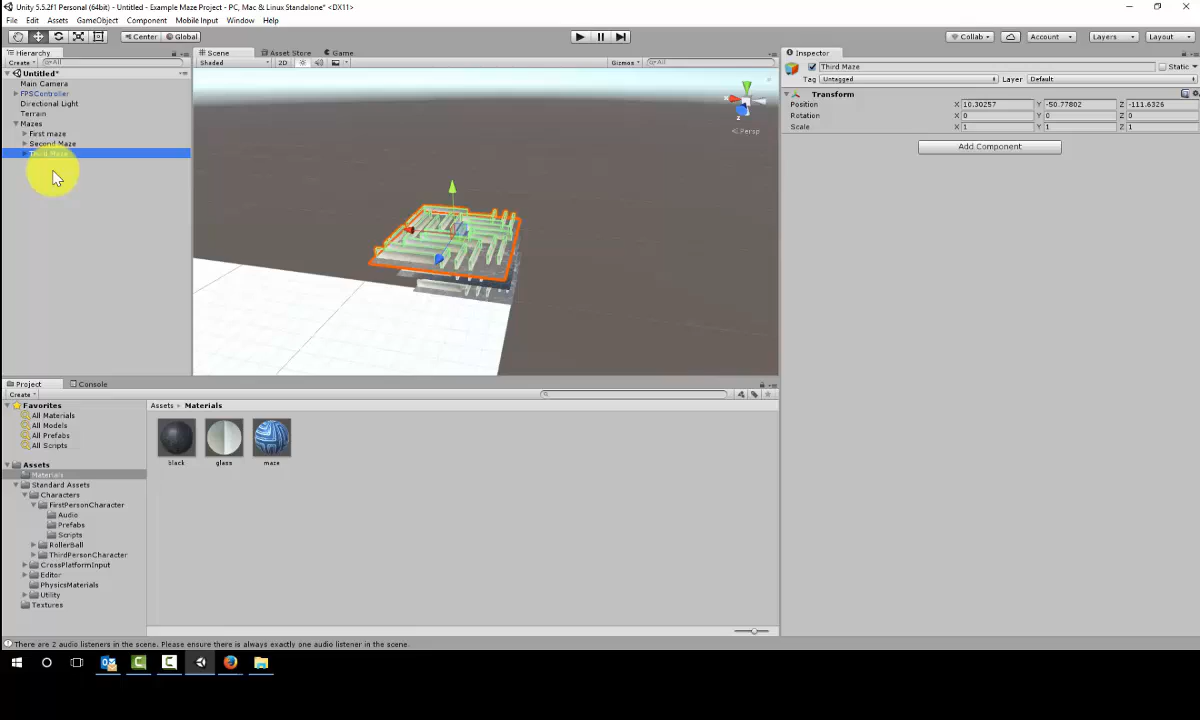 Unity 5.5.2f1 Personal (64bit) - Untitled - Example Maze Project - PC, Mac & Linux Standalone* <DX11>
File Edit Assets GameObject Component Mobile Input Window Help
Center Global Collab Account Layers Layout
Hierarchy Scene Asset Store Game Inspector
Create All Shaded 2D Gizmos All Third Maze Static
Untitled* Tag Untagged Layer Default
Main Camera
FPSController Transform
Directional Light Position X 10.30257 Y -50.77802 Z -111.6326
Terrain Rotation X 0 Y 0 Z 0
Mazes Scale X 1 Y 1 Z 1
First maze
Second Maze Add Component
Third Maze
z
Persp
Project Console
Create
Favorites Assets Materials
All Materials
All Models
All Prefabs
All Scripts
black glass maze
Assets
Materials
Standard Assets
Characters
FirstPersonCharacter
Audio
Prefabs
Scripts
RollerBall
ThirdPersonCharacter
CrossPlatformInput
Editor
PhysicsMaterials
Utility
Textures
There are 2 audio listeners in the scene. Please ensure there is always exactly one audio listener in the scene.